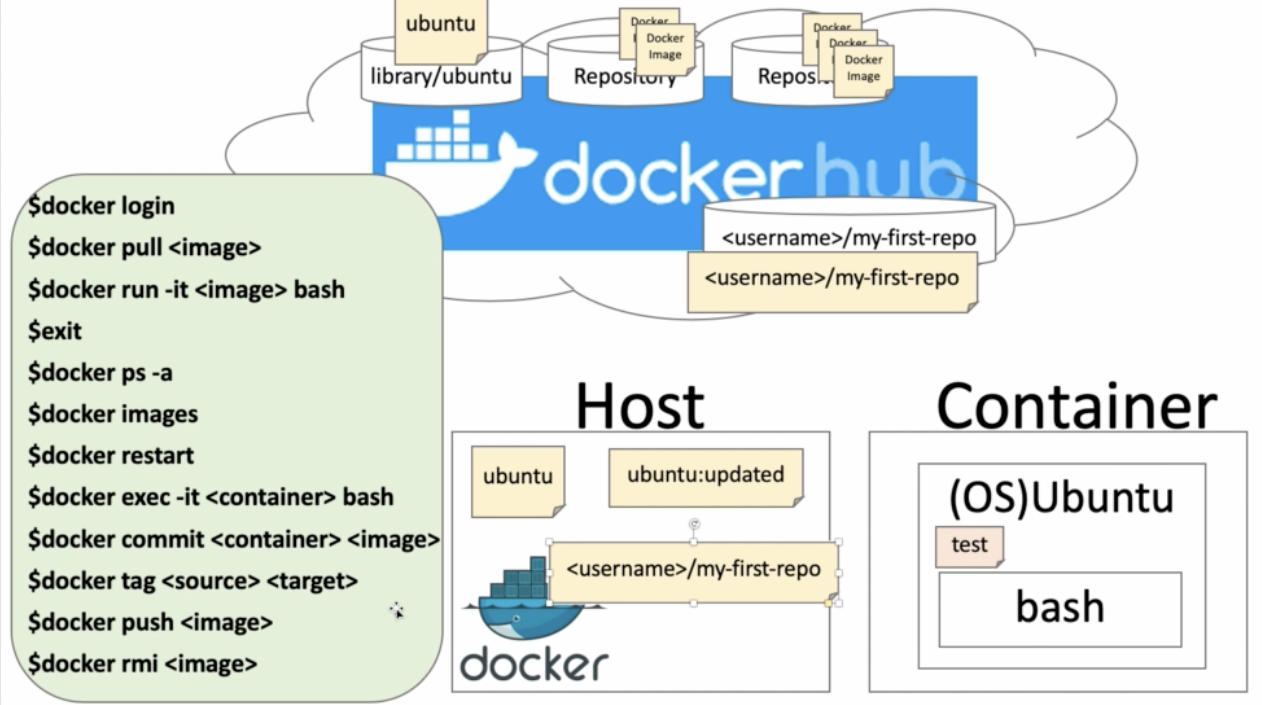 ubuntu
library/ubuntu
Docker
Docker
Image
Repository
Docker
Docker
Docker
Image
docker hub
<username>/my-first-repo
<username>/my-first-repo
$docker login
$docker pull <image>
$docker run -it <image> bash
$exit
$docker ps -a
$docker images
$docker restart
$docker exec -it <container> bash
$docker commit <container> <image>
$docker tag <source> <target>
$docker push <image>
$docker rmi <image>
Host
ubuntu
ubuntu:updated
<username>/my-first-repo
docker
Container
(OS)Ubuntu
test
bash